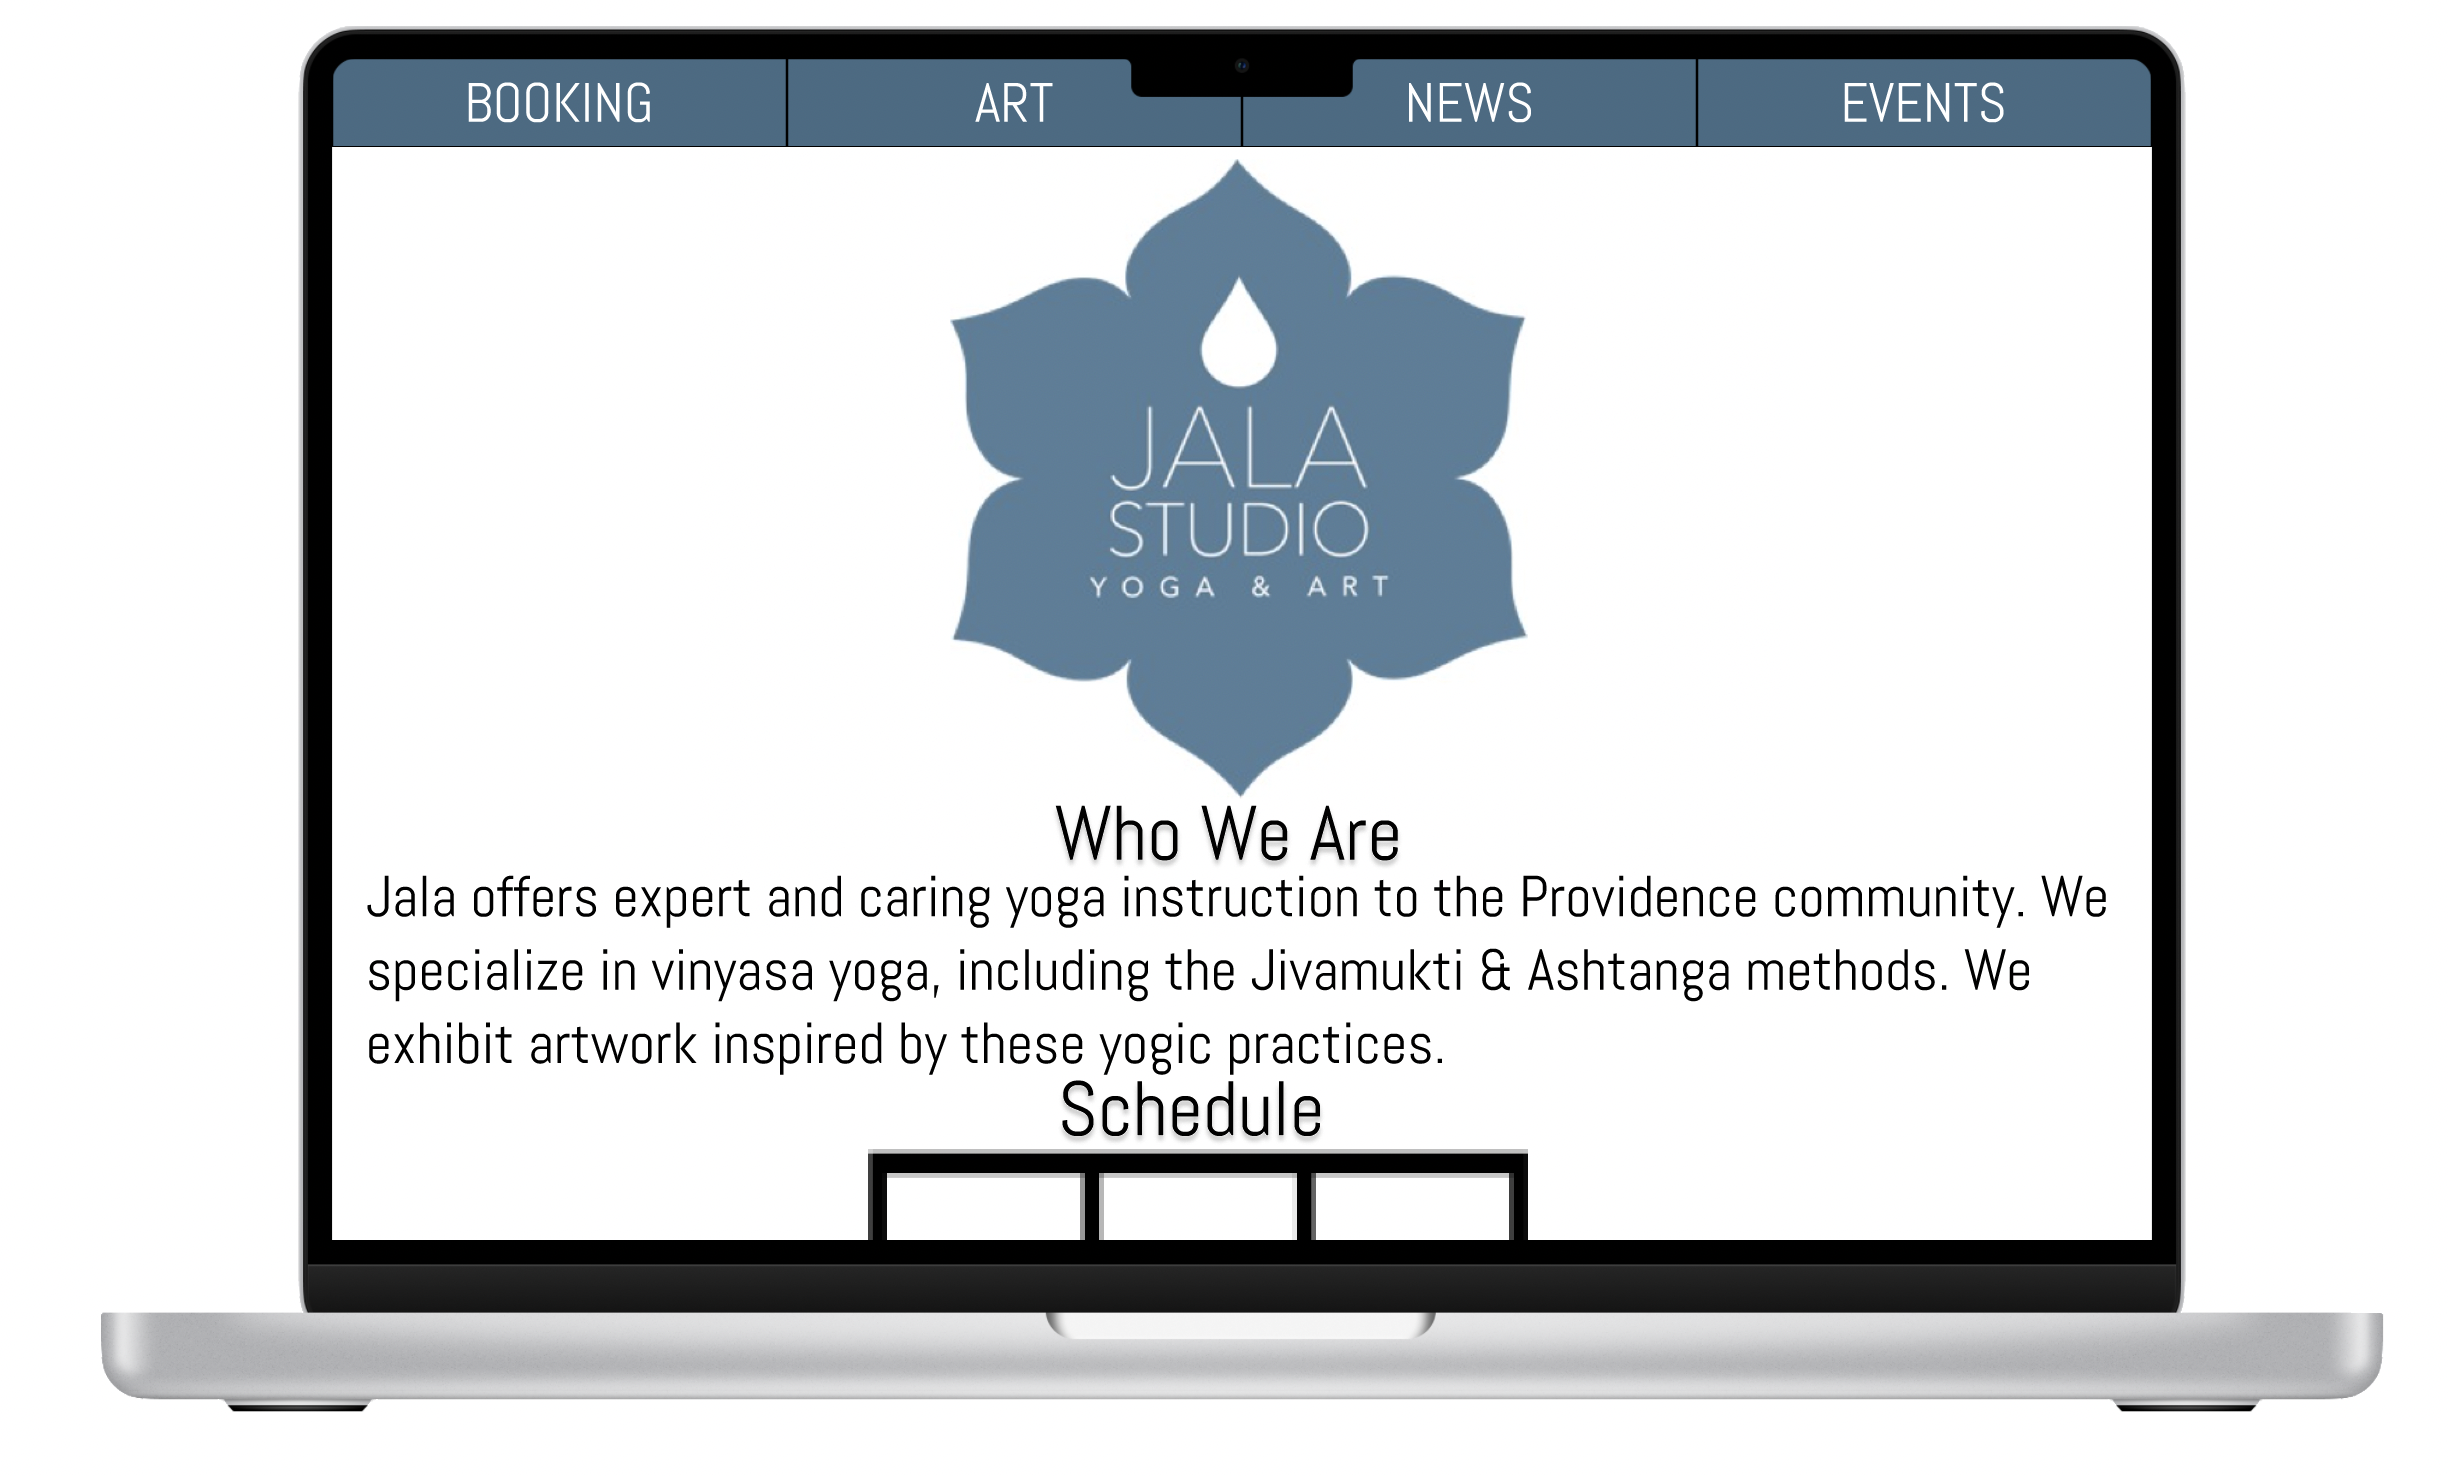 BOOKING ART NEWS EVENTS
JALA
STUDIO
YOGA & ART
Who We Are
Jala offers expert and caring yoga instruction to the Providence community. We
specialize in vinyasa yoga, including the Jivamukti & Ashtanga methods. We
exhibit artwork inspired by these yogic practices.
Schedule